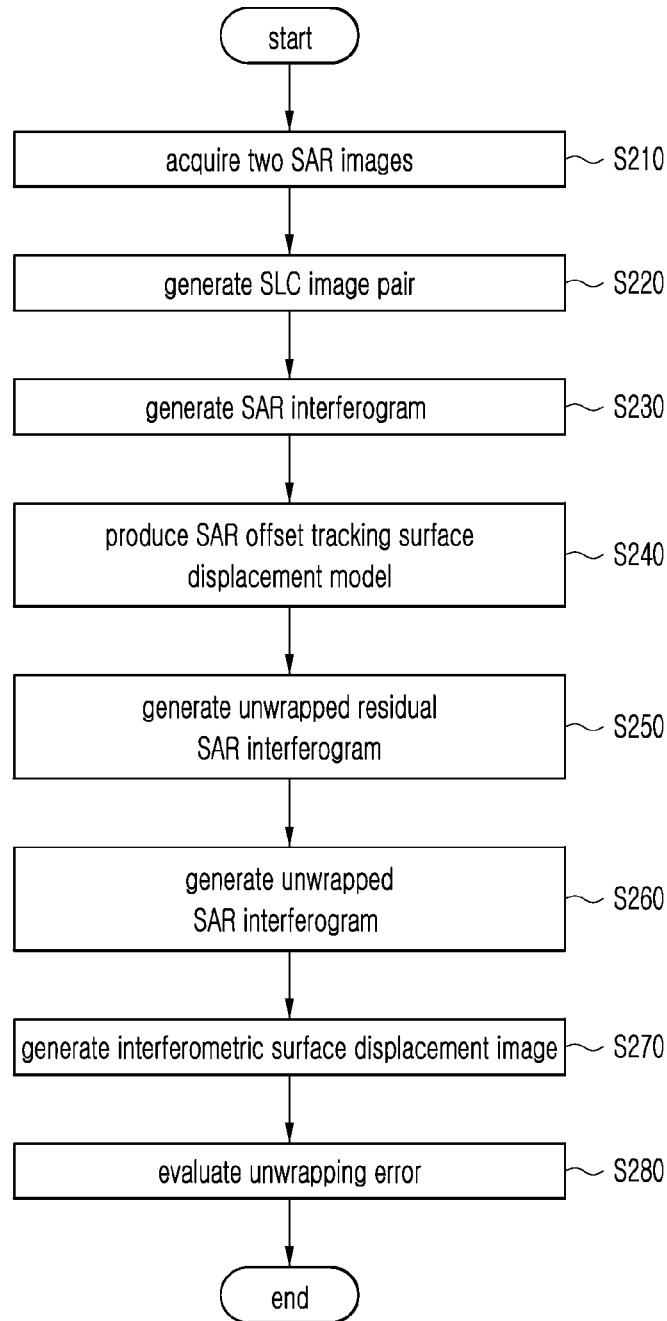 start
acquire two SAR images
S210
generate SLC image pair
S220
generate SAR interferogram
S230
produce SAR offset tracking surface
displacement model
S240
generate unwrapped residual
SAR interferogram
S250
generate unwrapped
SAR interferogram
S260
generate interferometric surface displacement image
S270
evaluate unwrapping error
S280
end